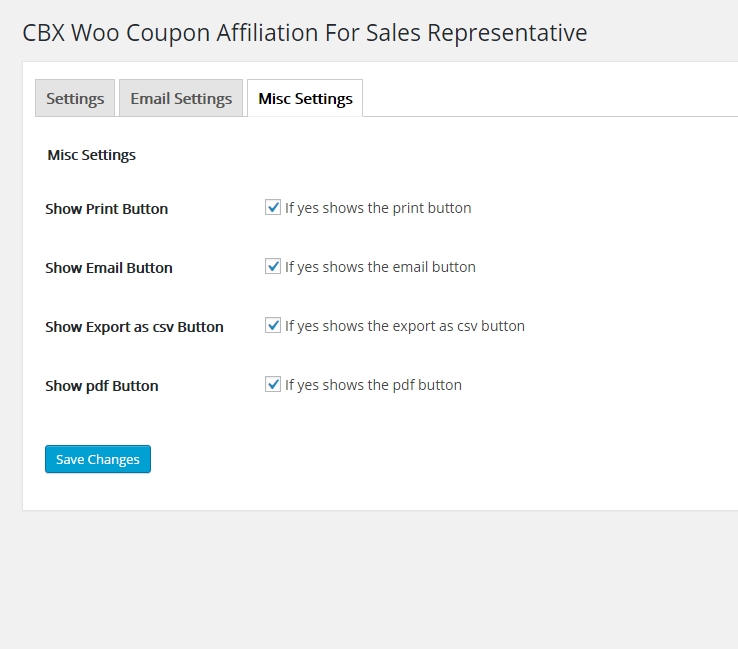 CBX Woo Coupon Affiliation For Sales Representative
Settings Email Settings Misc Settings
Misc Settings
Show Print Button If yes shows the print button
Show Email Button If yes shows the email button
Show Export as csv Button If yes shows the export as csv button
Show pdf Button If yes shows the pdf button
Save Changes